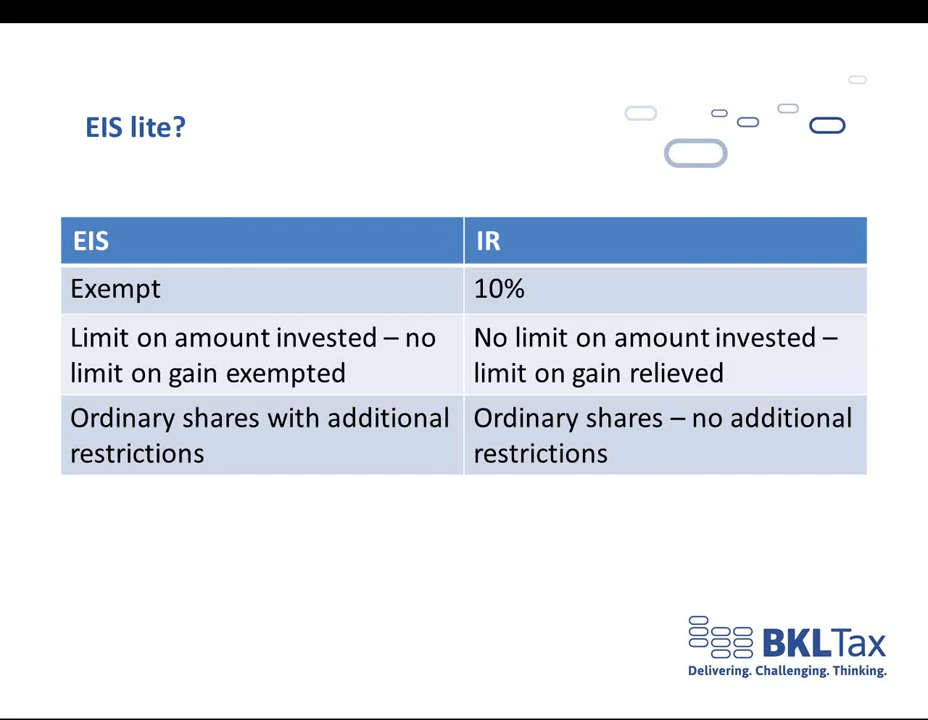 EIS lite?
EIS
IR
Exempt
10%
Limit on amount invested – no
limit on gain exempted
No limit on amount invested –
limit on gain relieved
Ordinary shares with additional
restrictions
Ordinary shares – no additional
restrictions
BKLTax
Delivering. Challenging. Thinking.